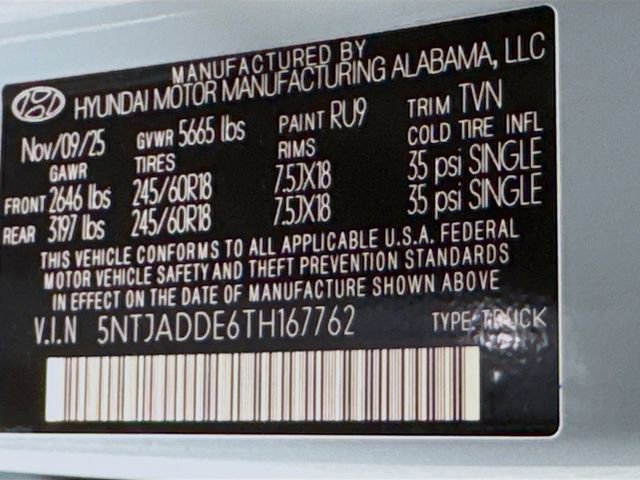 MANUFACTURED BY
HYUNDAI MOTOR MANUFACTURING ALABAMA, LLC
Nov/09/25 GVWR 5665 lbs PAINT RU9 TRIM TVN
GAWR TIRES RIMS COLD TIRE INFL
FRONT 2646 lbs 245/60R18 7.5JX18 35 psi SINGLE
REAR 3197 lbs 245/60R18 7.5JX18 35 psi SINGLE
THIS VEHICLE CONFORMS TO ALL APPLICABLE U.S.A. FEDERAL
MOTOR VEHICLE SAFETY AND THEFT PREVENTION STANDARDS
IN EFFECT ON THE DATE OF MANUFACTURE SHOWN ABOVE
V.I.N 5NTJADDE6TH167762 TYPE:TRUCK